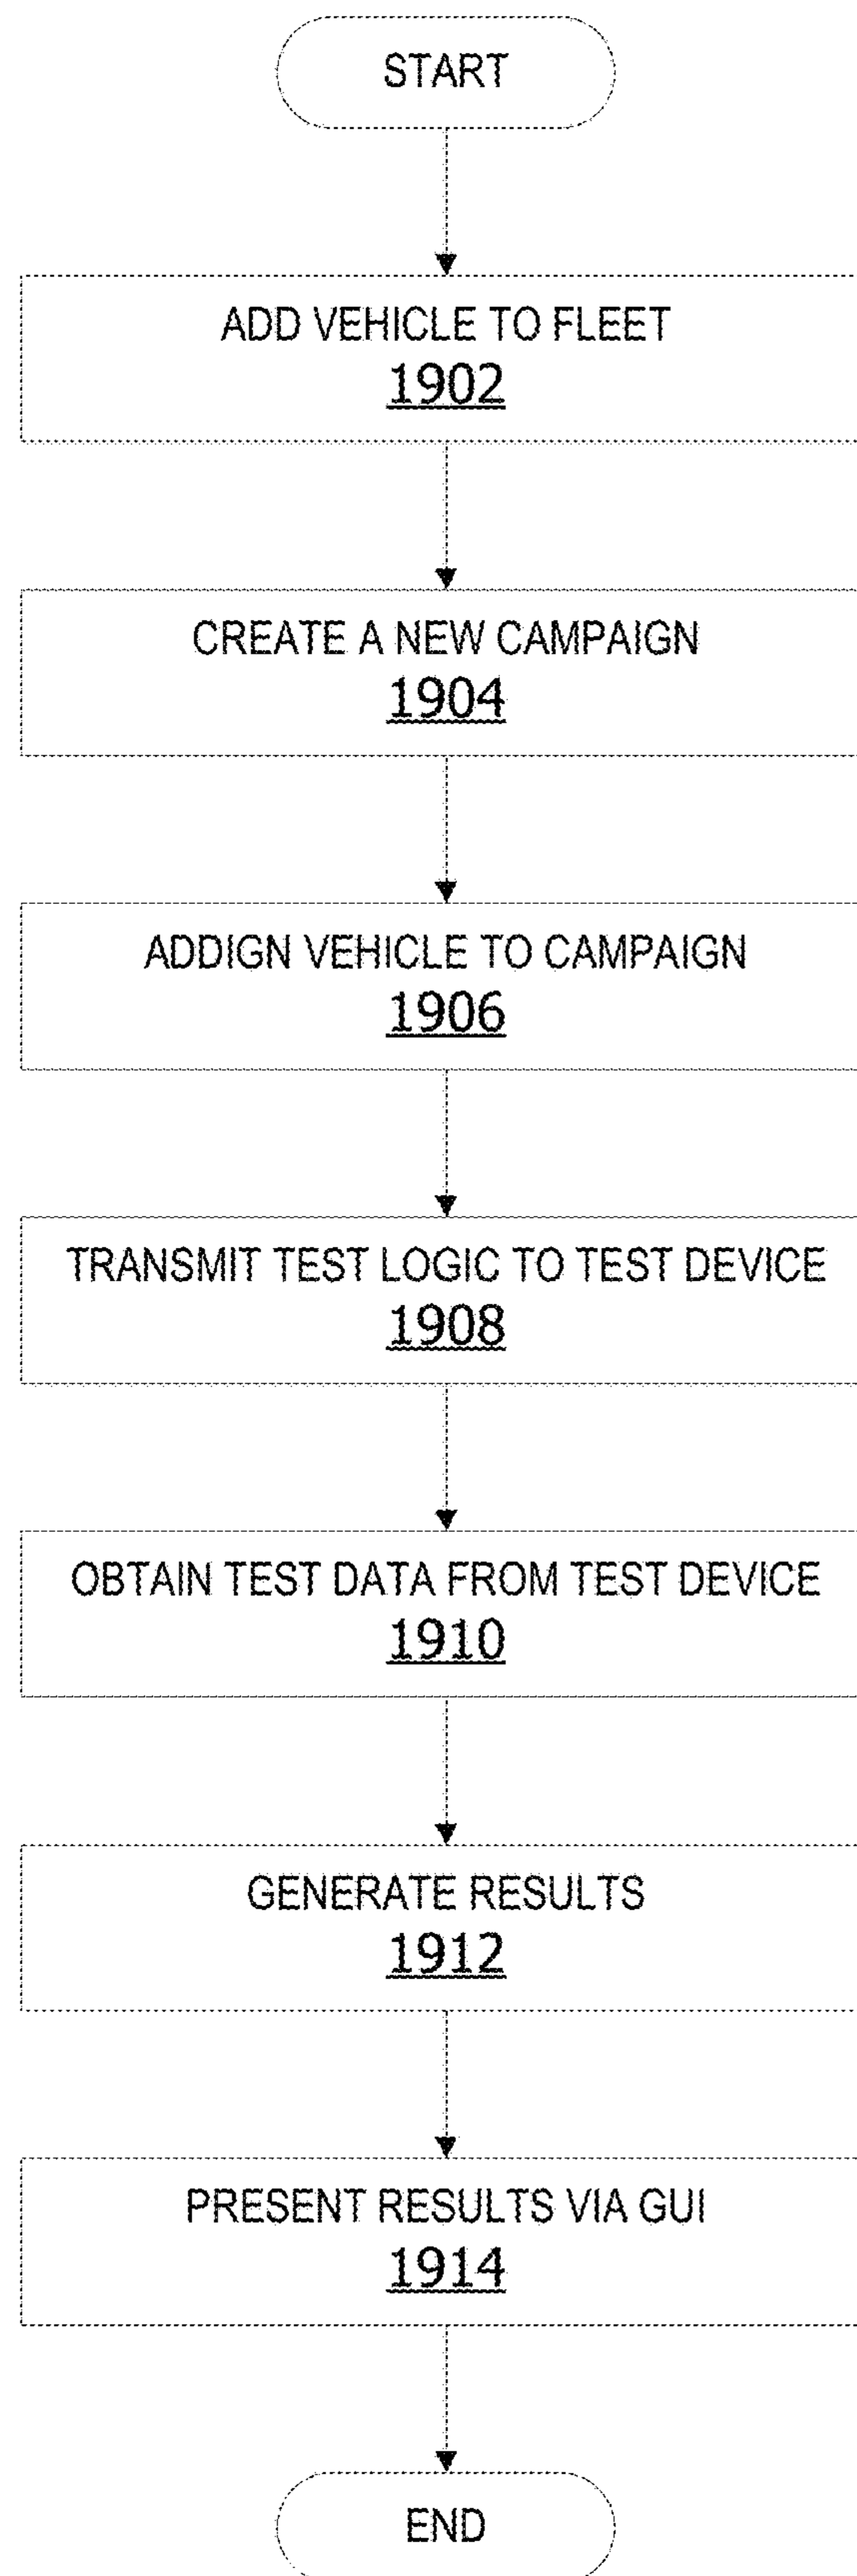 START
ADD VEHICLE TO FLEET
1902
CREATE A NEW CAMPAIGN
1904
ADDIGN VEHICLE TO CAMPAIGN
1906
TRANSMIT TEST LOGIC TO TEST DEVICE
1908
OBTAIN TEST DATA FROM TEST DEVICE
1910
GENERATE RESULTS
1912
PRESENT RESULTS VIA GUI
1914
END